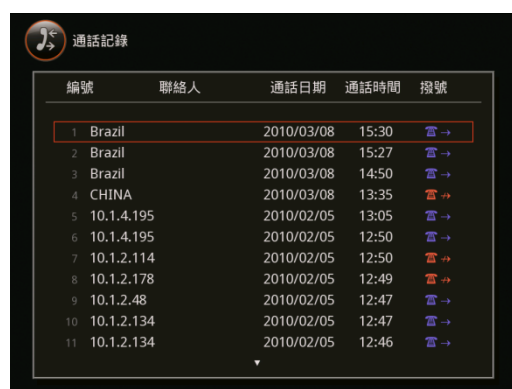 通話記錄
編號 聯絡人 通話日期 通話時間 撥號
1 Brazil 2010/03/08 15:30
2 Brazil 2010/03/08 15:27
3 Brazil 2010/03/08 14:50
4 CHINA 2010/03/08 13:35
5 10.1.4.195 2010/02/05 13:05
6 10.1.4.195 2010/02/05 12:50
7 10.1.2.114 2010/02/05 12:50
8 10.1.2.178 2010/02/05 12:49
9 10.1.2.48 2010/02/05 12:47
10 10.1.2.134 2010/02/05 12:47
11 10.1.2.134 2010/02/05 12:46